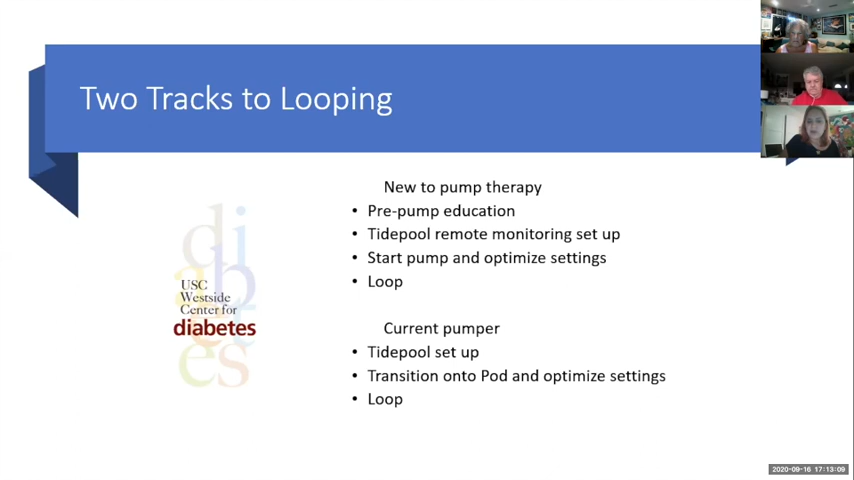 Two Tracks to Looping
New to pump therapy
• Pre-pump education
• Tidepool remote monitoring set up
• Start pump and optimize settings
• Loop
Current pumper
• Tidepool set up
• Transition onto Pod and optimize settings
• Loop
diabetes
USC
Westside
Center for
diabetes
2020-09-16 17:13:09